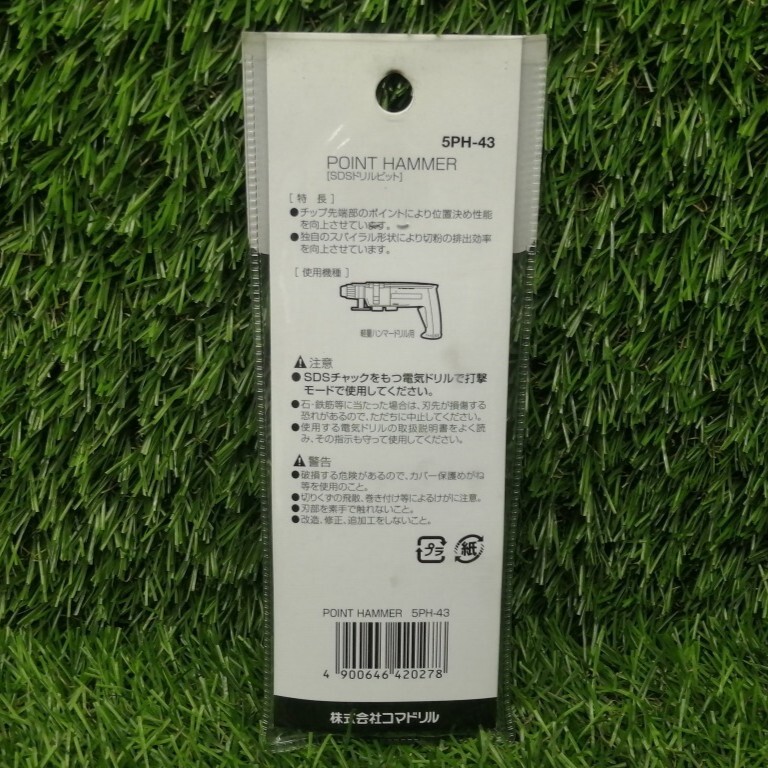 5PH-43
POINT HAMMER
[SDSドリルビット]
[特 長]
●チップ先端部のポイントにより位置決め性能
を向上させています。
●独自のスパイラル形状により切粉の排出効率
を向上させています。
[使用機種]
軽量ハンマードリル用
⚠注意
●SDSチャックをもつ電気ドリルで打撃
モードで使用してください。
●石・鉄筋等に当たった場合は、刃先が損傷する
恐れがあるので、ただちに中止してください。
●使用する電気ドリルの取扱説明書をよく読
み、その指示も守って使用してください。
⚠警告
●破損する危険があるので、カバー保護めがね
等を使用のこと。
●切りくずの飛散、巻き付け等によるけがに注意。
●刃部を素手で触れないこと。
●改造、修正、追加工をしないこと。
プラ 紙
POINT HAMMER 5PH-43
4 900646 420278
株式会社コマドリル